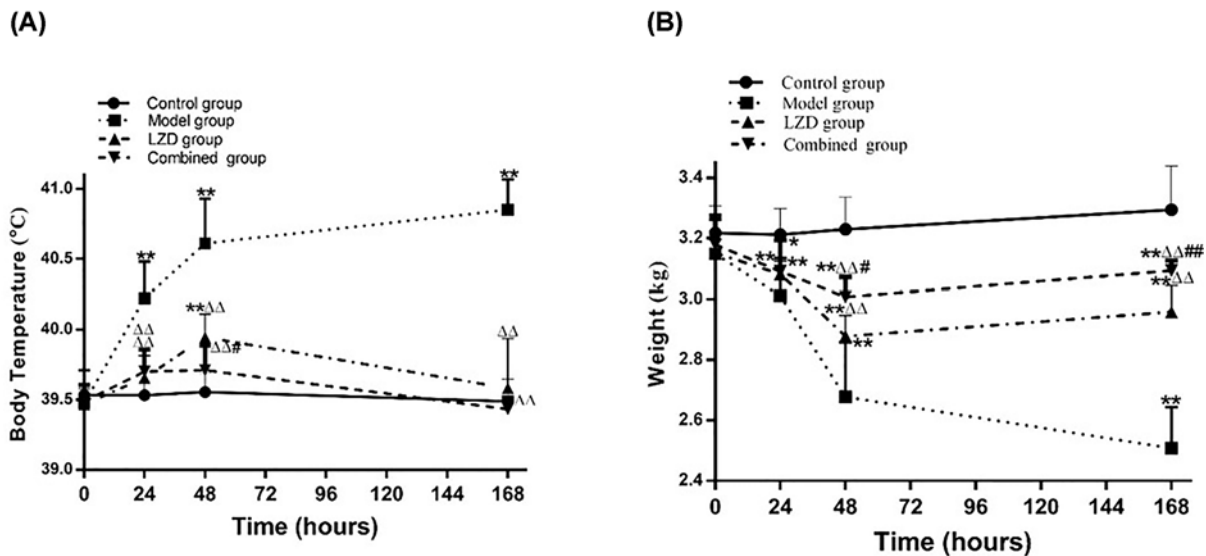 (A)
Control group
Model group
LZD group
Combined group
Body Temperature (°C)
41.0
40.5
40.0
39.5
39.0
**
**
**
ΔΔ
ΔΔ
**ΔΔ
ΔΔ#
ΔΔ
ΔΔ
0 24 48 72 96 120 144 168
Time (hours)
(B)
Control group
Model group
LZD group
Combined group
Weight (kg)
3.4
3.2
3.0
2.8
2.6
2.4
*
** **
**ΔΔ#
**ΔΔ
**
**ΔΔ##
**ΔΔ
**
0 24 48 72 96 120 144 168
Time (hours)